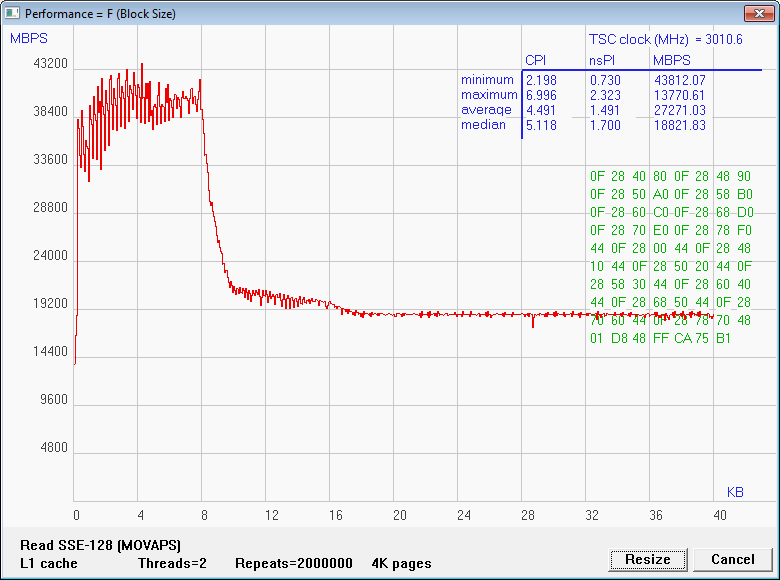 Performance = F (Block Size)
MBPS
TSC clock (MHz) = 3010.6
CPI nsPI MBPS
minimum 2.198 0.730 43812.07
maximum 6.996 2.323 13770.61
average 4.491 1.491 27271.03
median 5.118 1.700 18821.83
43200
38400
33600
28800
24000
19200
14400
9600
4800
0F 28 40 80 0F 28 48 90
0F 28 50 A0 0F 28 58 B0
0F 28 60 C0 0F 28 68 D0
0F 28 70 E0 0F 28 78 F0
44 0F 28 00 44 0F 28 48
10 44 0F 28 50 20 44 0F
28 58 30 44 0F 28 60 40
44 0F 28 68 50 44 0F 28
70 60 44 0F 28 78 70 48
01 D8 48 FF CA 75 B1
KB
0 4 8 12 16 20 24 28 32 36 40
Read SSE-128 (MOVAPS)
L1 cache Threads=2 Repeats=2000000 4K pages
Resize Cancel